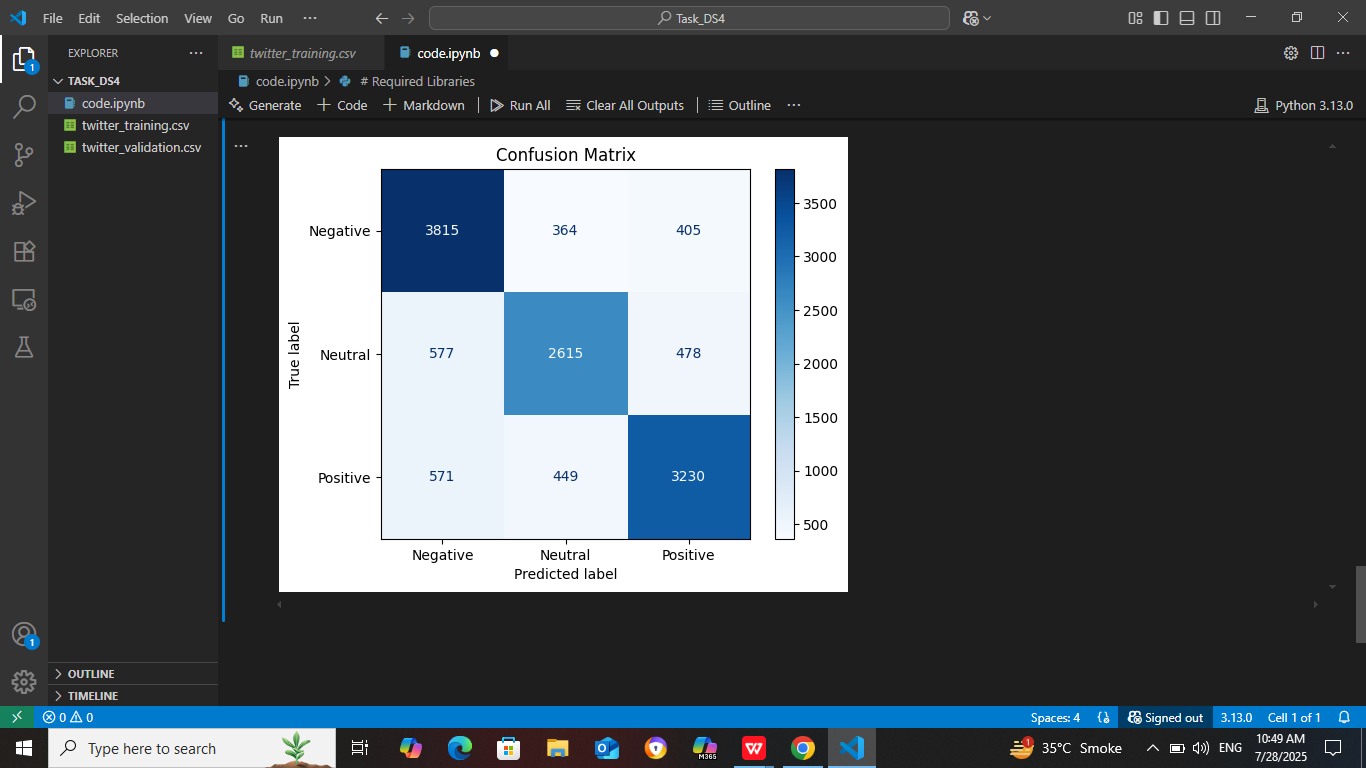 File Edit Selection View Go Run ··· Task_DS4
EXPLORER ···
TASK_DS4
code.ipynb
twitter_training.csv
twitter_validation.csv
OUTLINE
TIMELINE
1
1
twitter_training.csv code.ipynb
code.ipynb > # Required Libraries
Generate + Code + Markdown Run All Clear All Outputs Outline ··· Python 3.13.0
Confusion Matrix
Negative 3815 364 405
Neutral 577 2615 478
Positive 571 449 3230
Negative Neutral Positive
Predicted label
True label
3500
3000
2500
2000
1500
1000
500
0 0 Spaces: 4 Signed out 3.13.0 Cell 1 of 1
Type here to search M365 W 1 35°C Smoke ENG 10:49 AM
7/28/2025